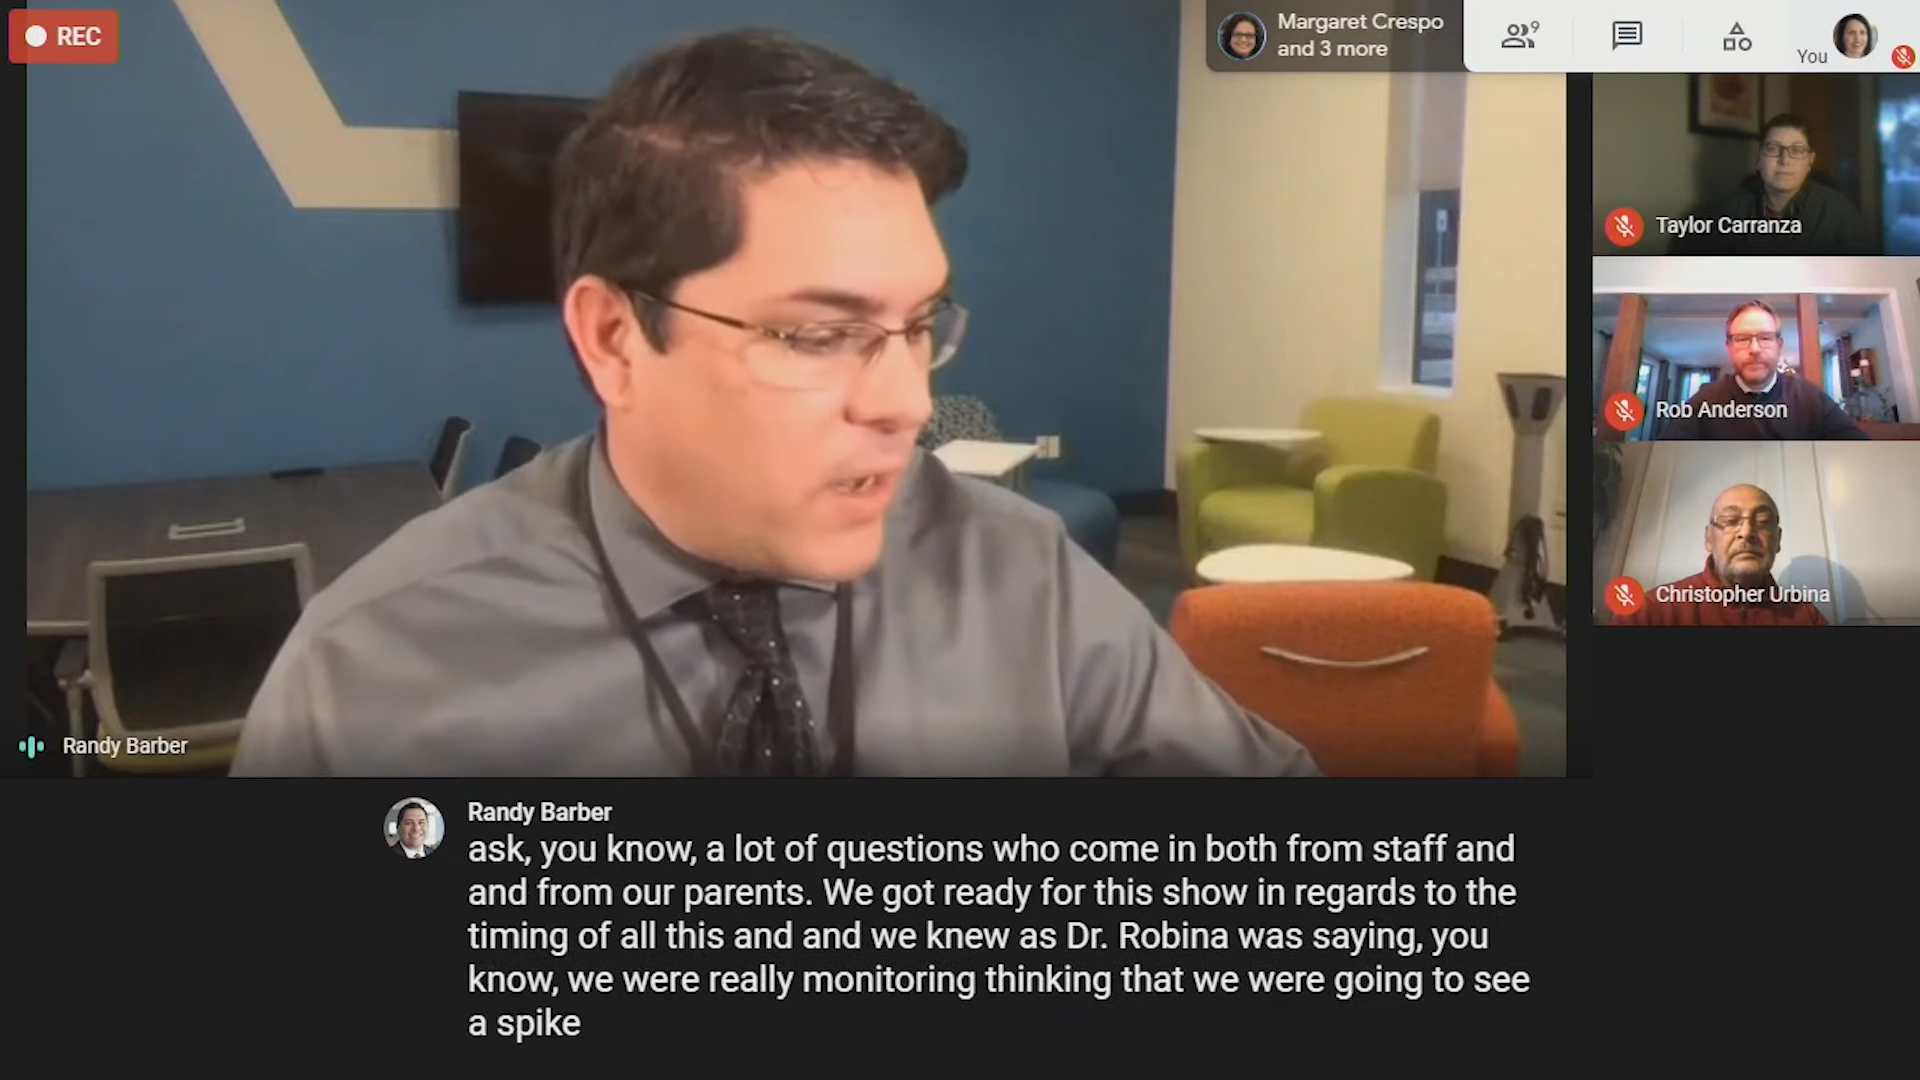 REC
Margaret Crespo
and 3 more
9
You
Taylor Carranza
Rob Anderson
Christopher Urbina
Randy Barber
Randy Barber
ask, you know, a lot of questions who come in both from staff and
and from our parents. We got ready for this show in regards to the
timing of all this and and we knew as Dr. Robina was saying, you
know, we were really monitoring thinking that we were going to see
a spike